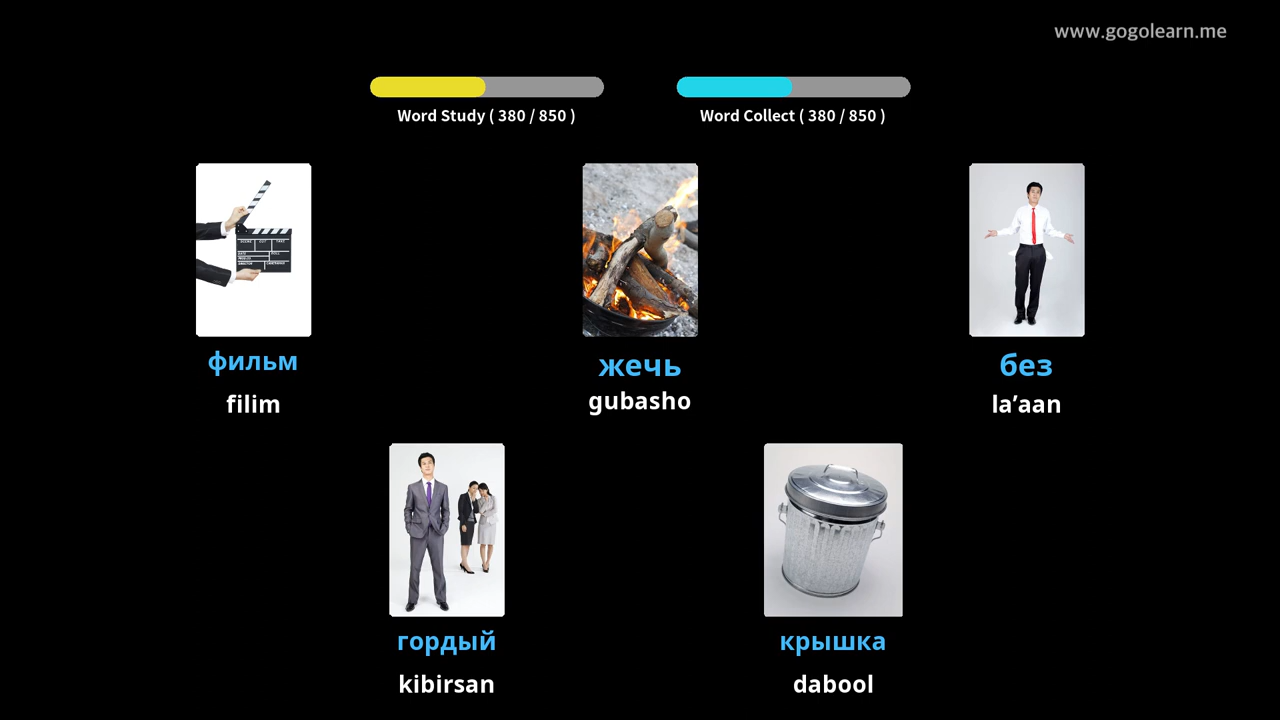 www.gogolearn.me
Word Study ( 380 / 850 )
Word Collect ( 380 / 850 )
фильм
filim
жечь
gubasho
без
la’aan
гордый
kibirsan
крышка
dabool